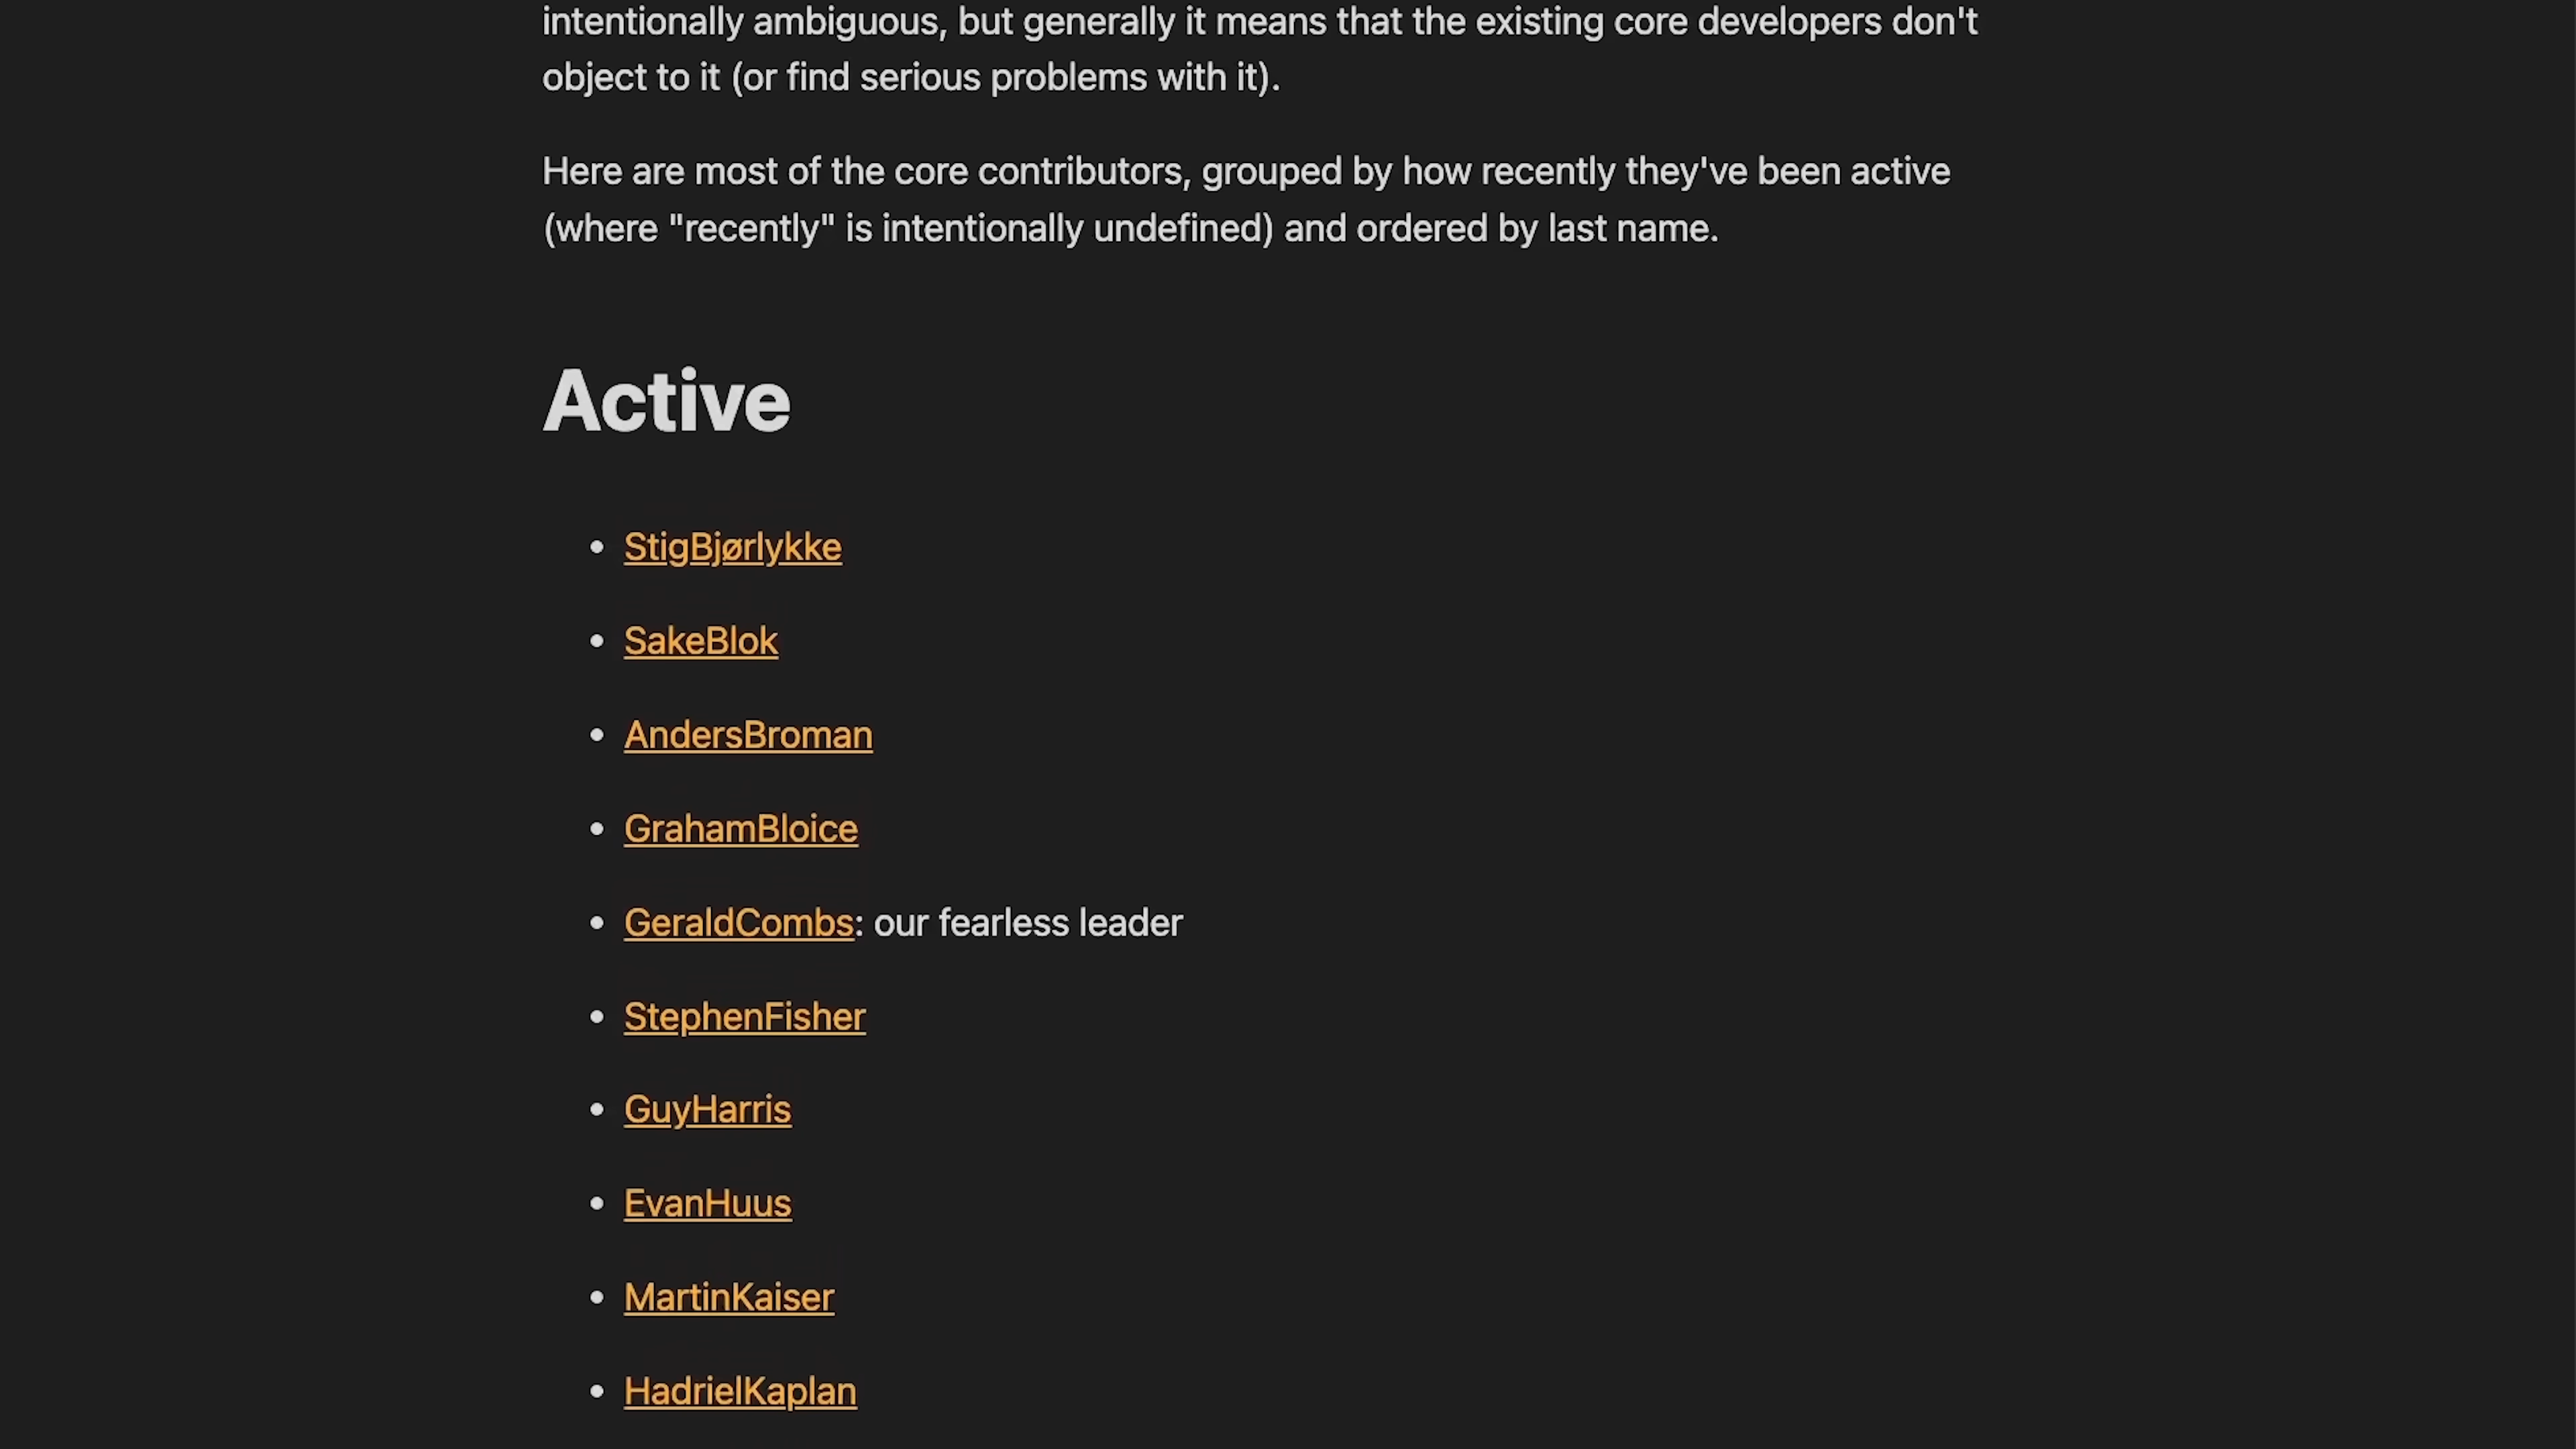 intentionally ambiguous, but generally it means that the existing core developers don't
object to it (or find serious problems with it).
Here are most of the core contributors, grouped by how recently they've been active
(where "recently" is intentionally undefined) and ordered by last name.
Active
• StigBjørlykke
• SakeBlok
• AndersBroman
• GrahamBloice
• GeraldCombs: our fearless leader
• StephenFisher
• GuyHarris
• EvanHuus
• MartinKaiser
• HadrielKaplan